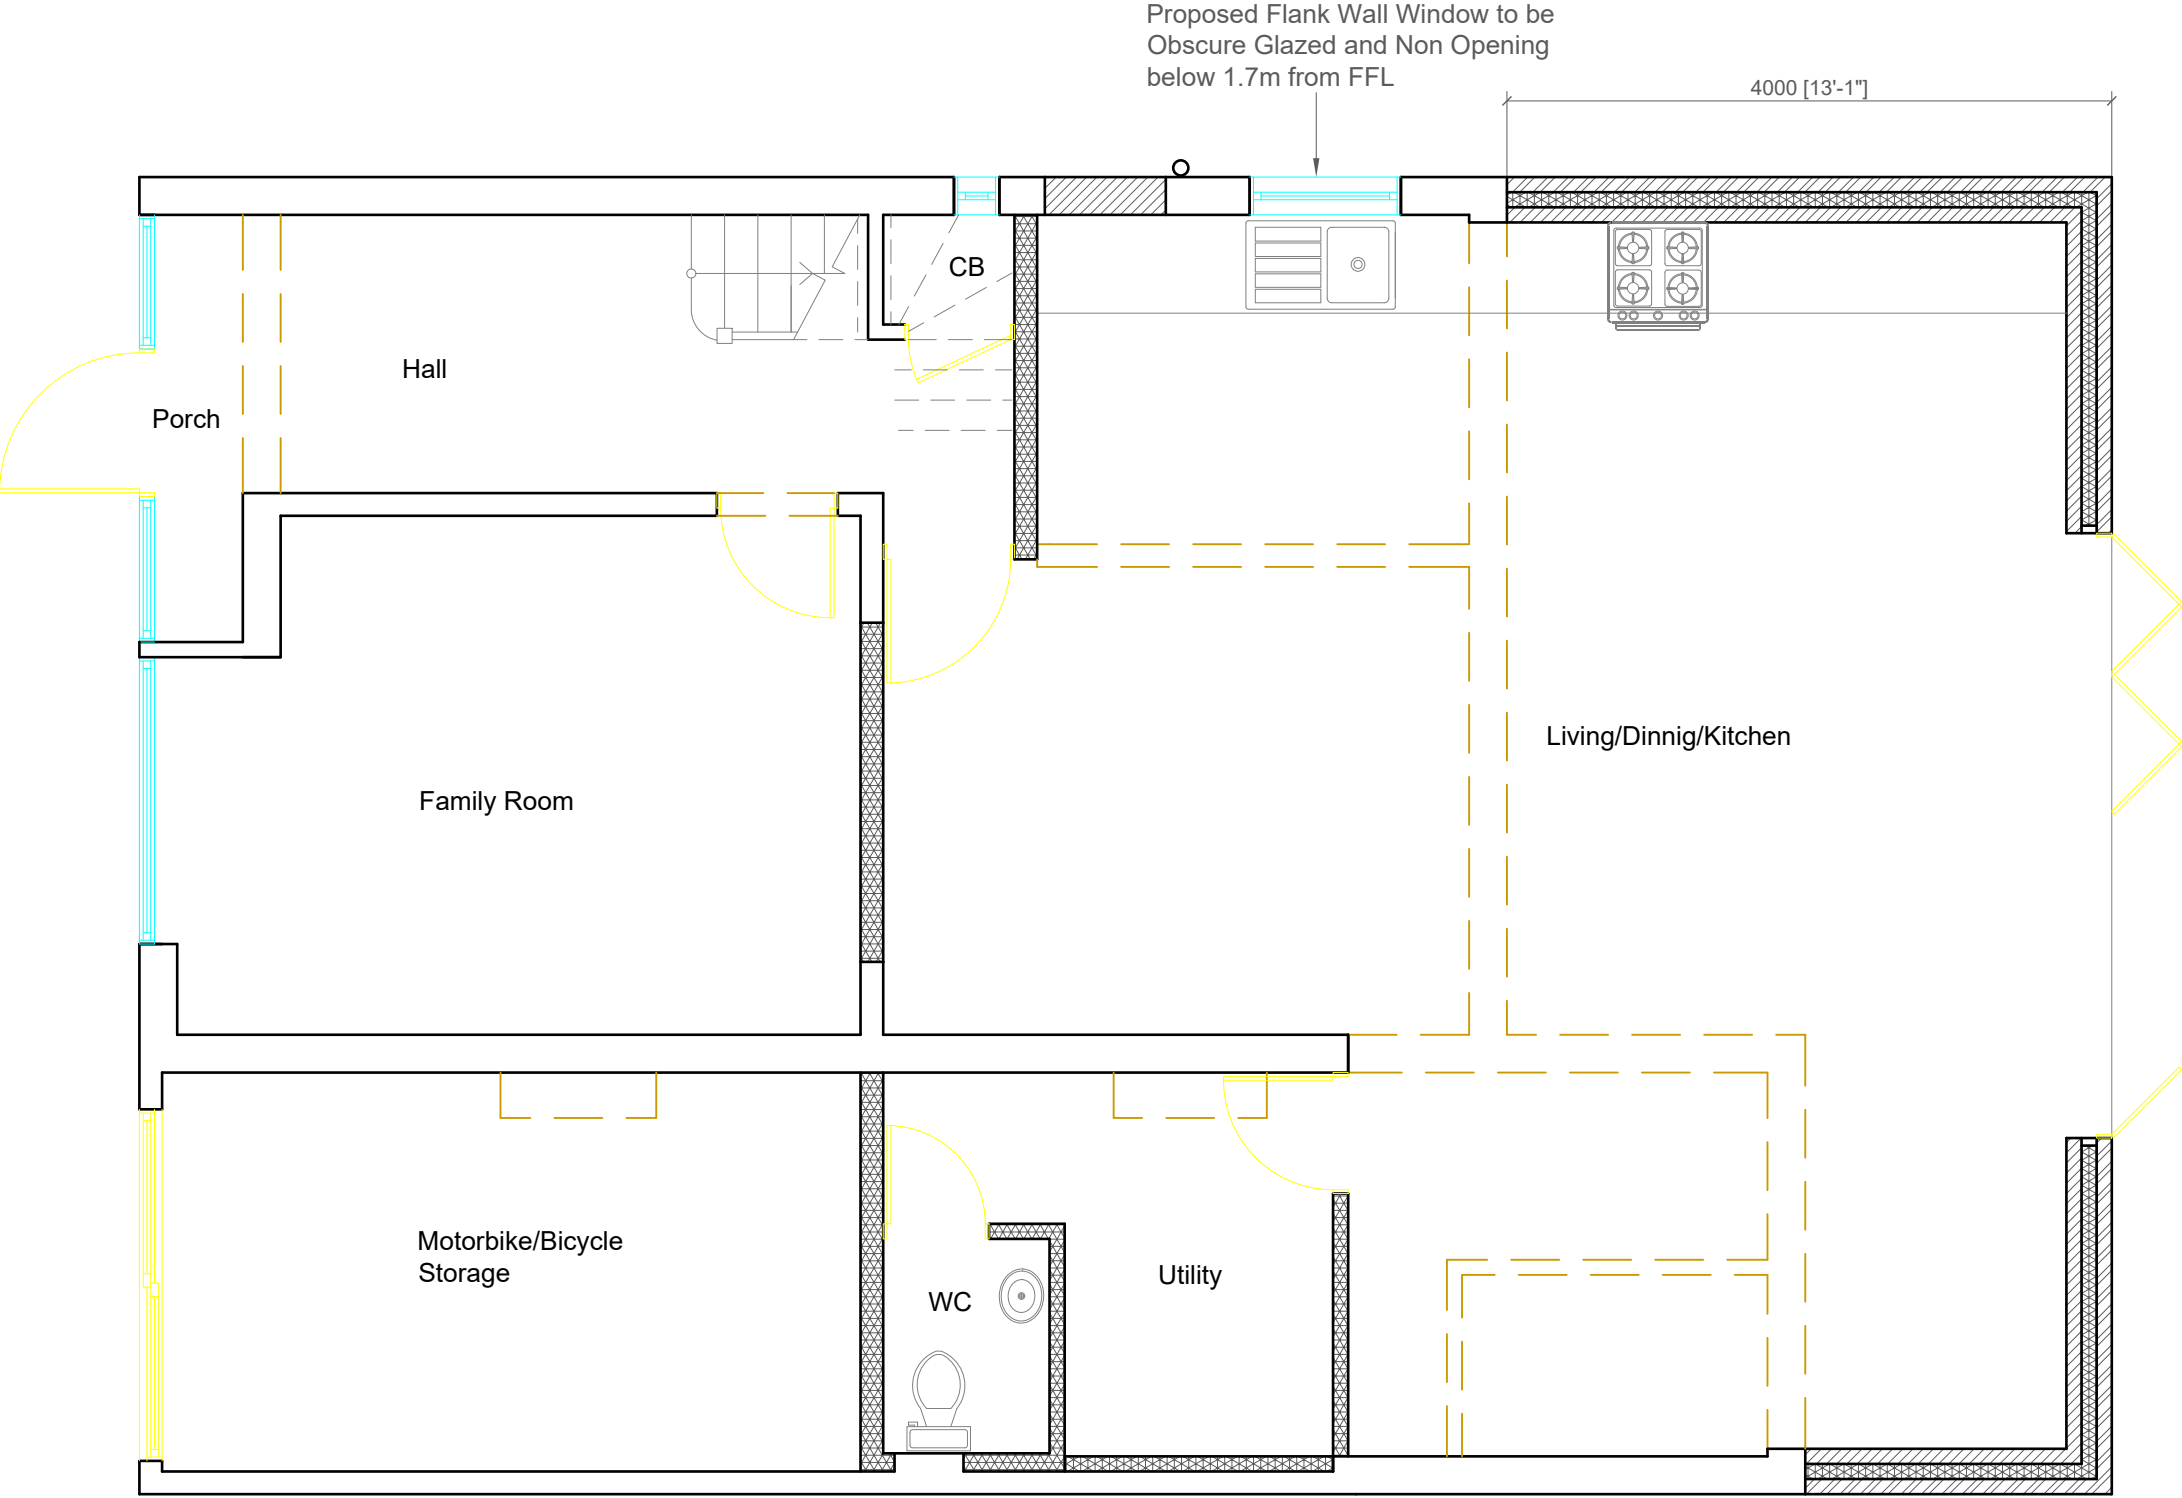 Proposed Flank Wall Window to be
Obscure Glazed and Non Opening
below 1.7m from FFL
4000 [13'-1"]
CB
Hall
Porch
Living/Dinnig/Kitchen
Family Room
Motorbike/Bicycle
Storage
WC
Utility